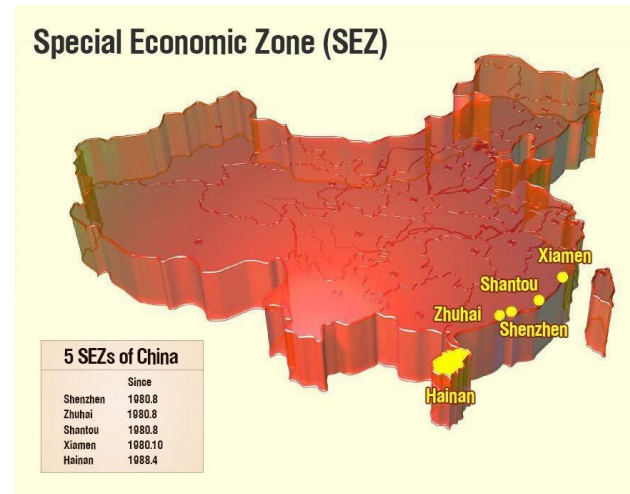 Special Economic Zone (SEZ)
Xiamen
Shantou
Zhuhai
Shenzhen
Hainan
5 SEZs of China
Since
Shenzhen 1980.8
Zhuhai 1980.8
Shantou 1980.8
Xiamen 1980.10
Hainan 1988.4